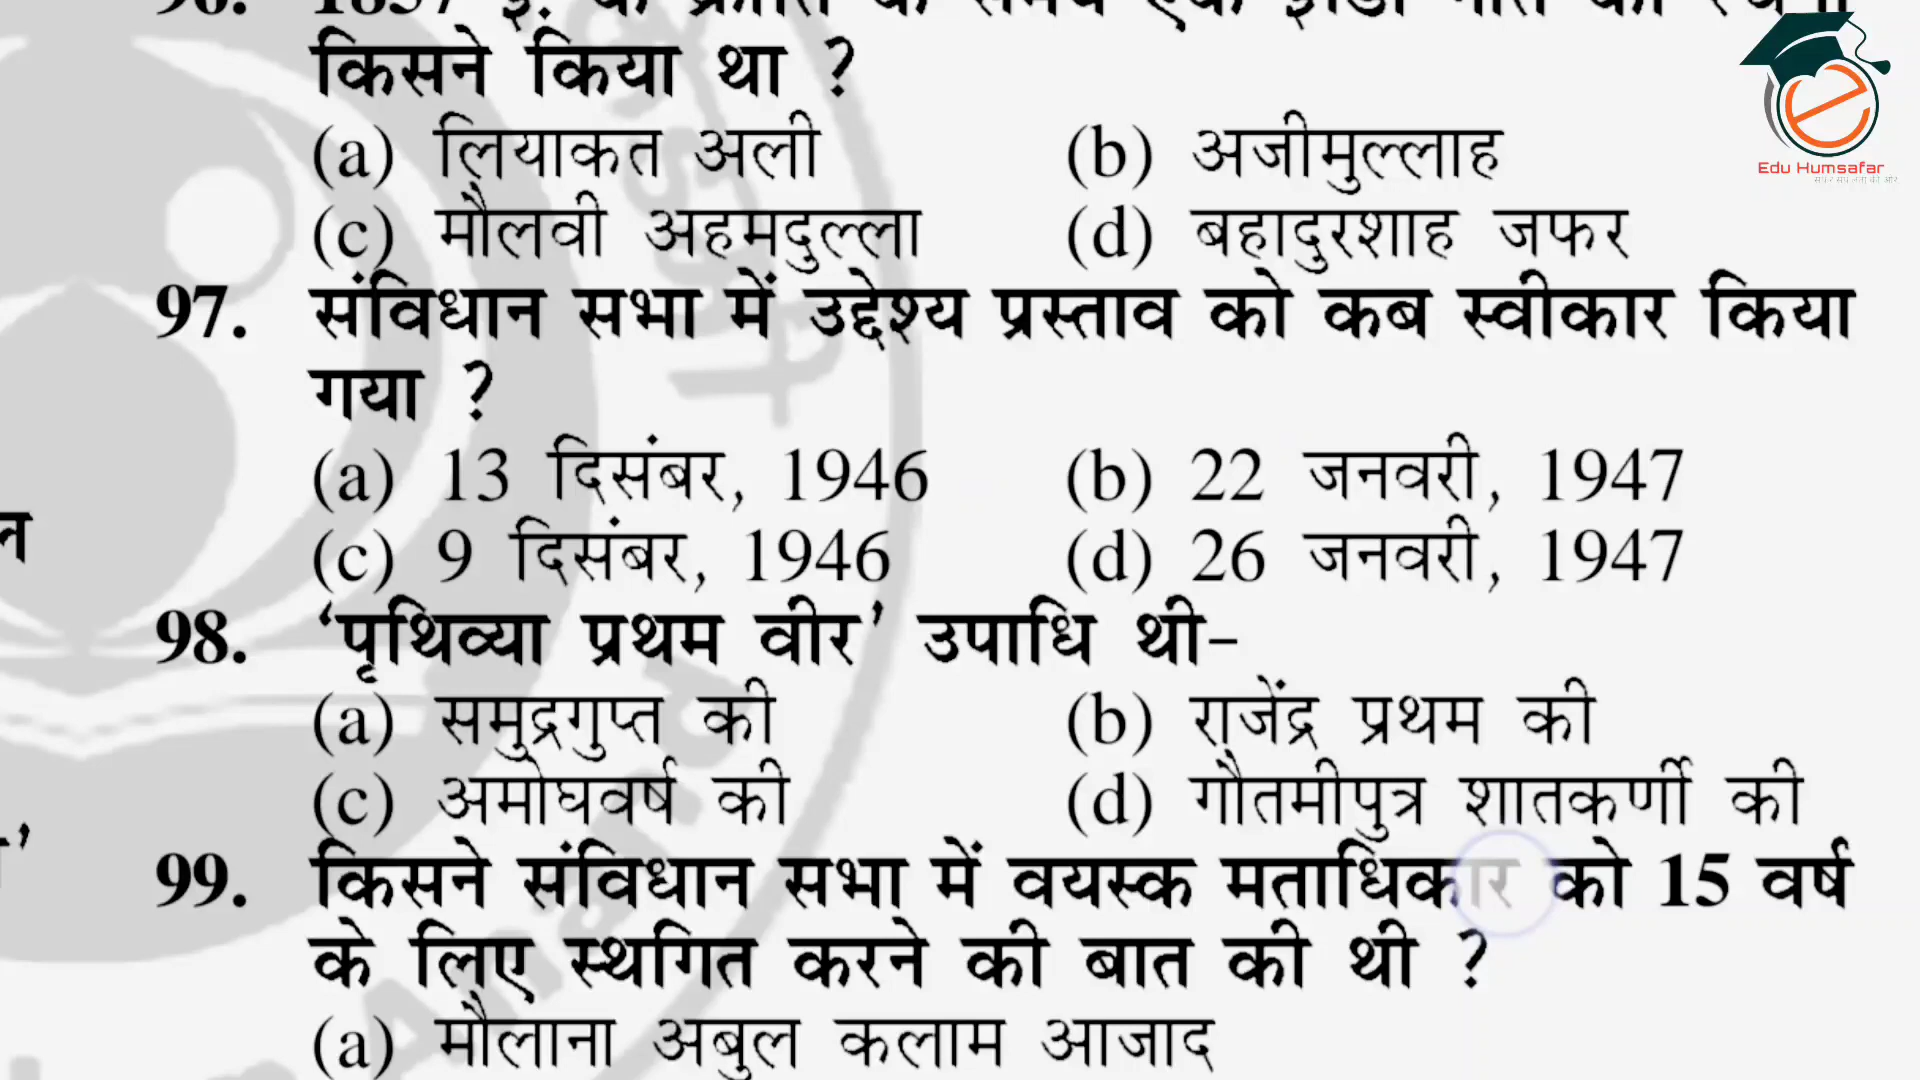 किसने किया था ?
(a) लियाकत अली (b) अजीमुल्लाह
(c) मौलवी अहमदुल्ला (d) बहादुरशाह जफर
97. संविधान सभा में उद्देश्य प्रस्ताव को कब स्वीकार किया
गया ?
(a) 13 दिसंबर, 1946 (b) 22 जनवरी, 1947
(c) 9 दिसंबर, 1946 (d) 26 जनवरी, 1947
98. ‘पृथिव्या प्रथम वीर’ उपाधि थी-
(a) समुद्रगुप्त की (b) राजेंद्र प्रथम की
(c) अमोघवर्ष की (d) गौतमीपुत्र शातकर्णी की
99. किसने संविधान सभा में वयस्क मताधिकार को 15 वर्ष
के लिए स्थगित करने की बात की थी ?
(a) मौलाना अबुल कलाम आजाद
Edu Humsafar